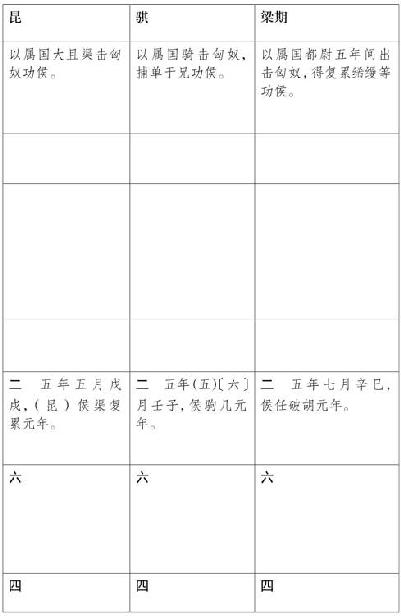 昆
骐
梁期
以属国大且渠击匈
奴功侯。
以属国骑击匈奴,
捕单于兄功侯。
以属国都尉五年间出
击匈奴,得复累𫄨缦等
功侯。
二 五年五月戊
戌,(昆)侯渠复
累元年。
二 五年(五)〔六〕
月壬子,侯驹几元
年。
二 五年七月辛巳,
侯任破胡元年。
六
六
六
四
四
四